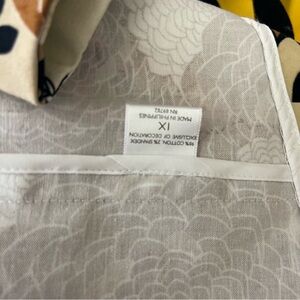 98% COTTON, 2% SPANDEX
EXCLUSIVE OF DECORATION
1X
MADE IN PHILIPPINES